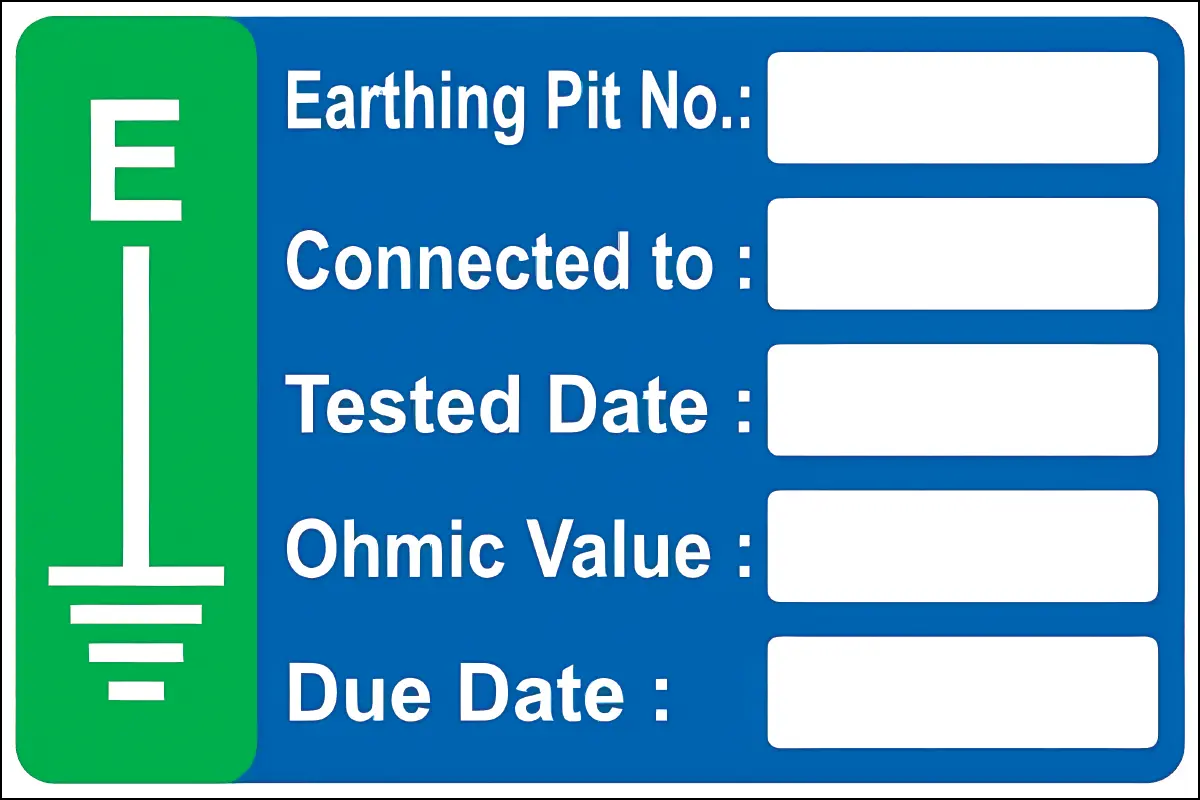 E
Earthing Pit No.:
Connected to :
Tested Date :
Ohmic Value :
Due Date :